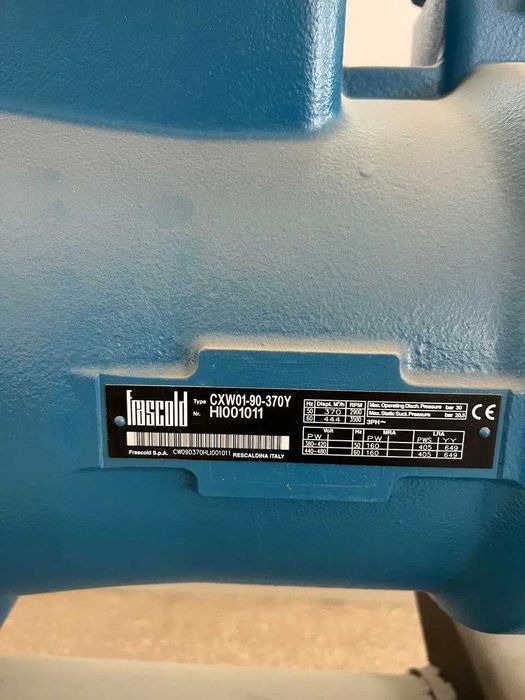 frascold
Type CXW01-90-370Y
Nr. HI001011
Frascold S.p.A. CW090370HLI001011 RESCALDINA ITALY
Hz Displ. M³/h RPM
50 370 2900
60 444 3500
3PH~
Max. Operating Disch. Pressure bar 30
Max. Static Suct. Pressure bar 20,5
CE
Volt Hz MRA LRA
PW PW PWS YY
380-420 50 160 405 649
440-480 60 160 405 649